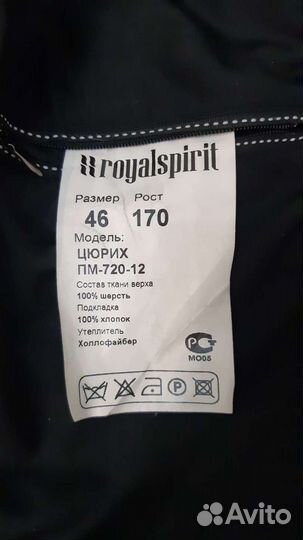 royalspirit
Размер Рост
46 170
Модель:
ЦЮРИХ
ПМ-720-12
Состав ткани верха
100% шерсть
Подкладка
100% хлопок
Утеплитель
Холлофайбер
МО05
Avito